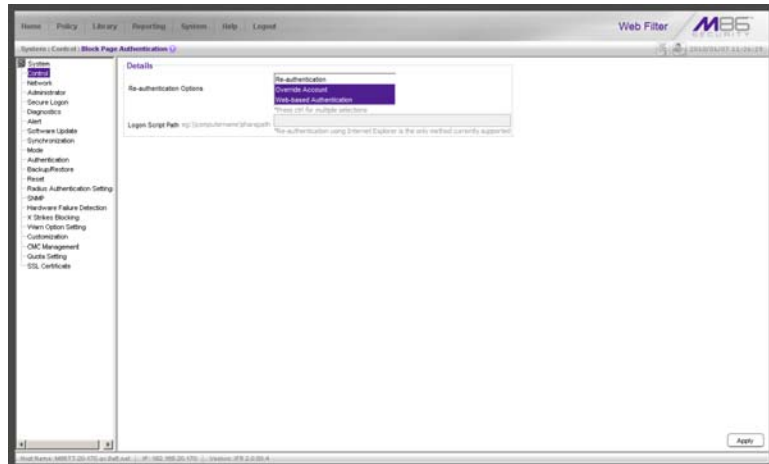 Home Policy Library Reporting System Help Logout
Web Filter
M86
SECURITY
System : Control : Block Page Authentication
System
Control
Network
Administrator
Secure Logon
Diagnostics
Alert
Software Update
Synchronization
Mode
Authentication
Backup/Restore
Reset
Radius Authentication Setting
SNMP
Hardware Failure Detection
X Strikes Blocking
Warn Option Setting
Customization
CMC Management
Quota Setting
SSL Certificate
Details
Re-authentication Options
Re-authentication
Override Account
Web-based Authentication
*Press ctrl for multiple selections
Logon Script Path
*Re-authentication using Internet Explorer is the only method currently supported
Apply